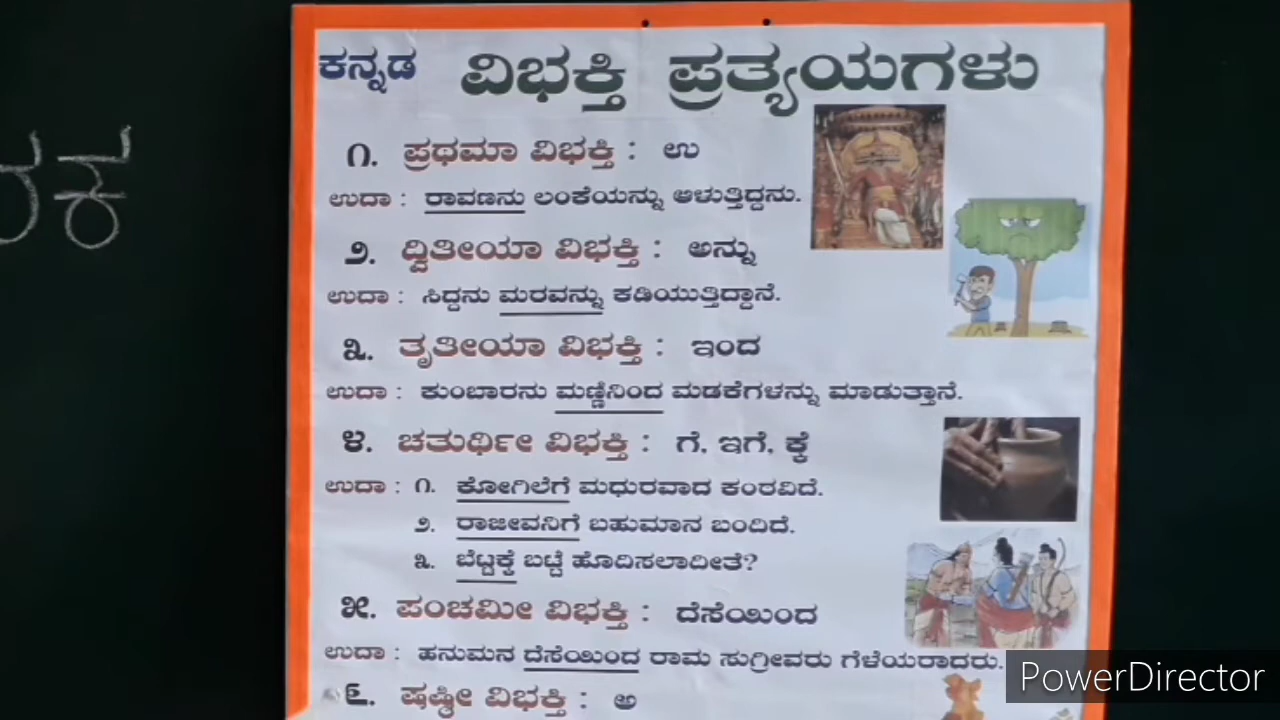 ರಕ
ಕನ್ನಡ ವಿಭಕ್ತಿ ಪ್ರತ್ಯಯಗಳು
೧. ಪ್ರಥಮಾ ವಿಭಕ್ತಿ : ಉ
ಉದಾ : ರಾವಣನು ಲಂಕೆಯನ್ನು ಆಳುತ್ತಿದ್ದನು.
೨. ದ್ವಿತೀಯಾ ವಿಭಕ್ತಿ : ಅನ್ನು
ಉದಾ : ಸಿದ್ದನು ಮರವನ್ನು ಕಡಿಯುತ್ತಿದ್ದಾನೆ.
೩. ತೃತೀಯಾ ವಿಭಕ್ತಿ : ಇಂದ
ಉದಾ : ಕುಂಬಾರನು ಮಣ್ಣಿನಿಂದ ಮಡಕೆಗಳನ್ನು ಮಾಡುತ್ತಾನೆ.
೪. ಚತುರ್ಥೀ ವಿಭಕ್ತಿ : ಗೆ, ಇಗೆ, ಕ್ಕೆ
ಉದಾ : ೧. ಕೋಗಿಲೆಗೆ ಮಧುರವಾದ ಕಂಠವಿದೆ.
೨. ರಾಜೀವನಿಗೆ ಬಹುಮಾನ ಬಂದಿದೆ.
೩. ಬೆಟ್ಟಕ್ಕೆ ಬಟ್ಟೆ ಹೊದಿಸಲಾದೀತೆ?
೫. ಪಂಚಮೀ ವಿಭಕ್ತಿ : ದೆಸೆಯಿಂದ
ಉದಾ : ಹನುಮನ ದೆಸೆಯಿಂದ ರಾಮ ಸುಗ್ರೀವರು ಗೆಳೆಯರಾದರು.
೬. ಷಷ್ಠೀ ವಿಭಕ್ತಿ : ಅ
PowerDirector